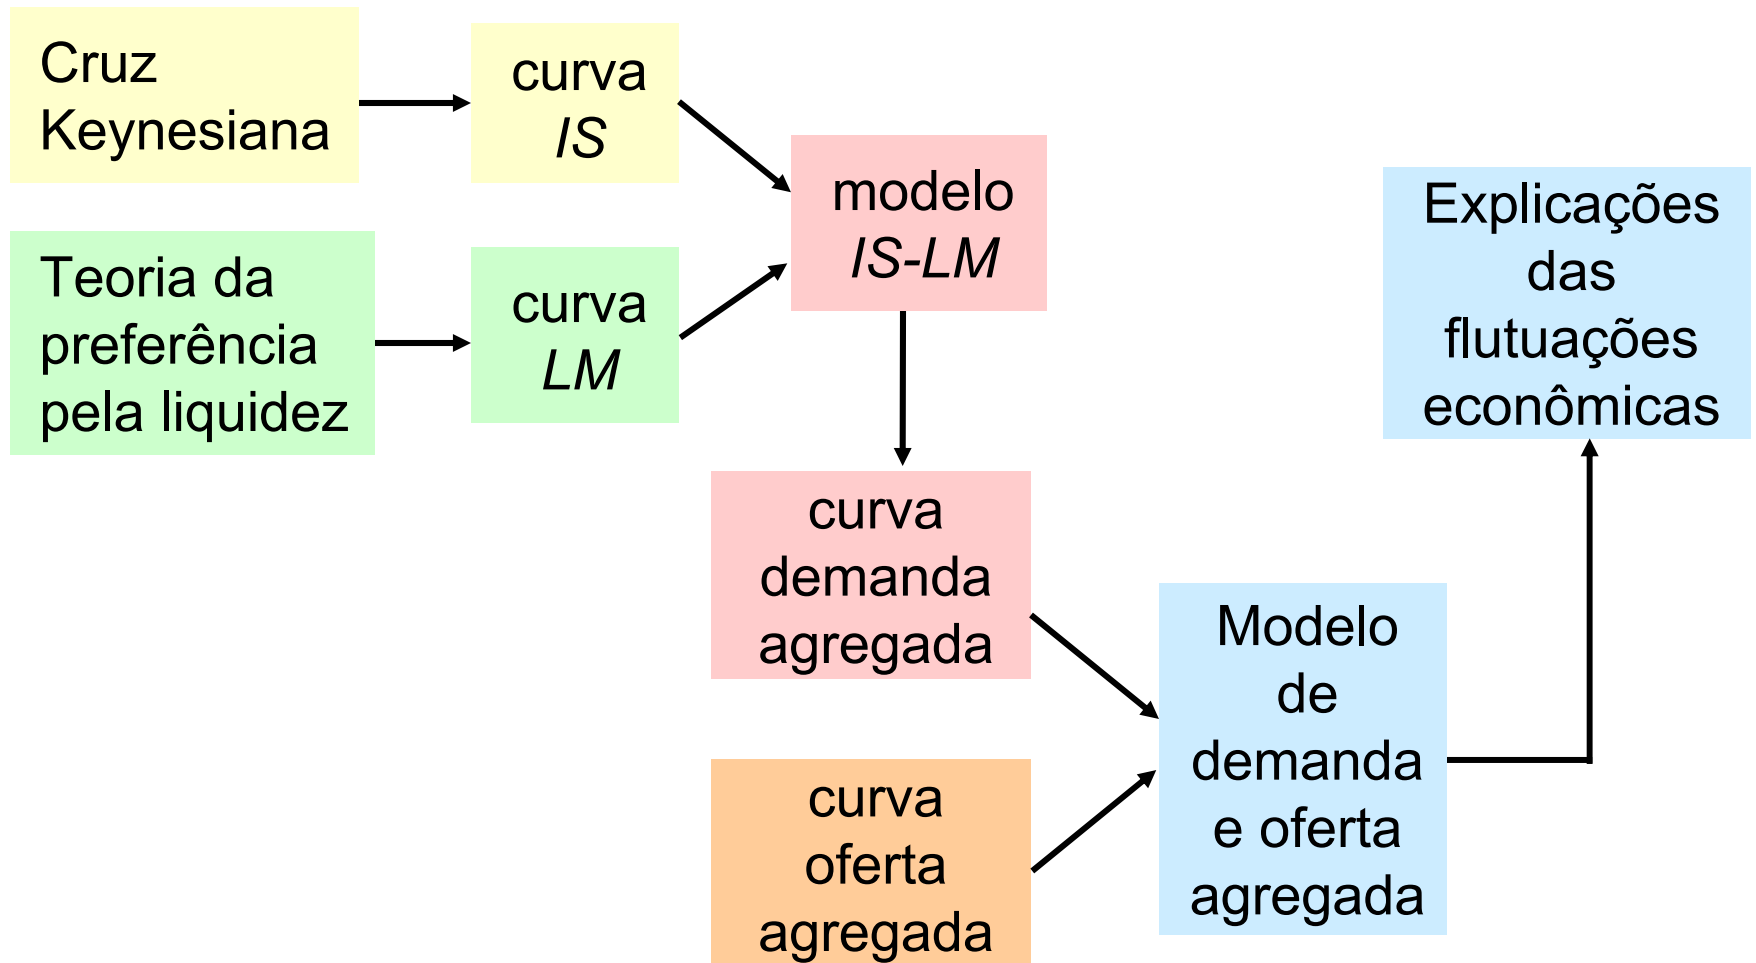 Cruz
Keynesiana
curva
IS
Teoria da
preferência
pela liquidez
curva
LM
modelo
IS-LM
curva
demanda
agregada
curva
oferta
agregada
Modelo
de
demanda
e oferta
agregada
Explicações
das
flutuações
econômicas